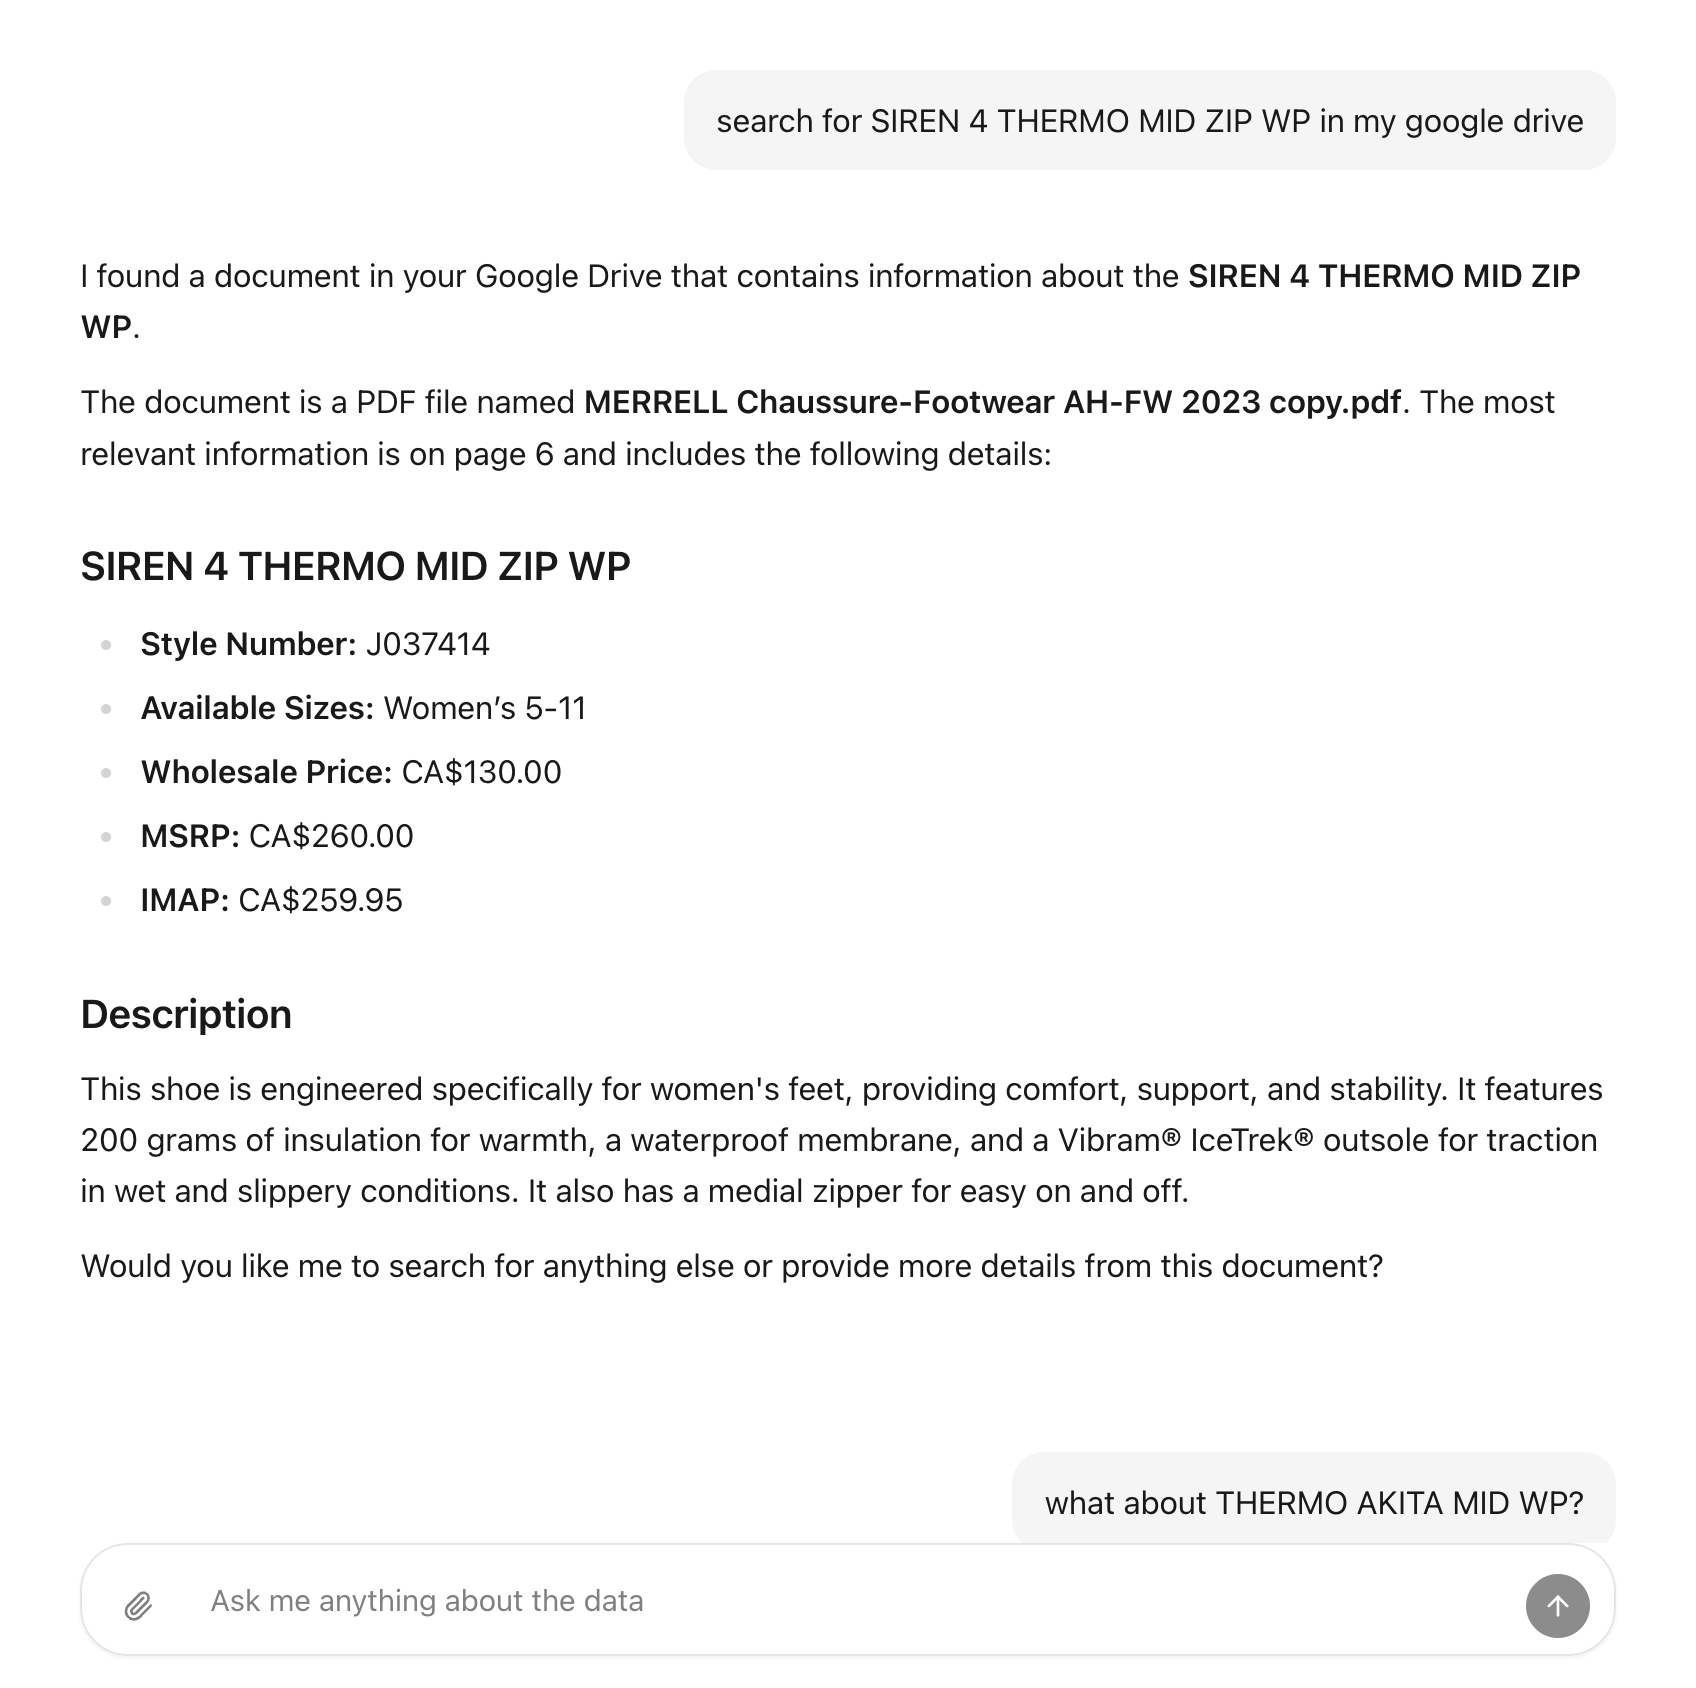 search for SIREN 4 THERMO MID ZIP WP in my google drive
I found a document in your Google Drive that contains information about the SIREN 4 THERMO MID ZIP
WP.
The document is a PDF file named MERRELL Chaussure-Footwear AH-FW 2023 copy.pdf. The most
relevant information is on page 6 and includes the following details:
SIREN 4 THERMO MID ZIP WP
Style Number: J037414
Available Sizes: Women’s 5-11
Wholesale Price: CA$130.00
MSRP: CA$260.00
IMAP: CA$259.95
Description
This shoe is engineered specifically for women's feet, providing comfort, support, and stability. It features
200 grams of insulation for warmth, a waterproof membrane, and a Vibram® IceTrek® outsole for traction
in wet and slippery conditions. It also has a medial zipper for easy on and off.
Would you like me to search for anything else or provide more details from this document?
what about THERMO AKITA MID WP?
Ask me anything about the data